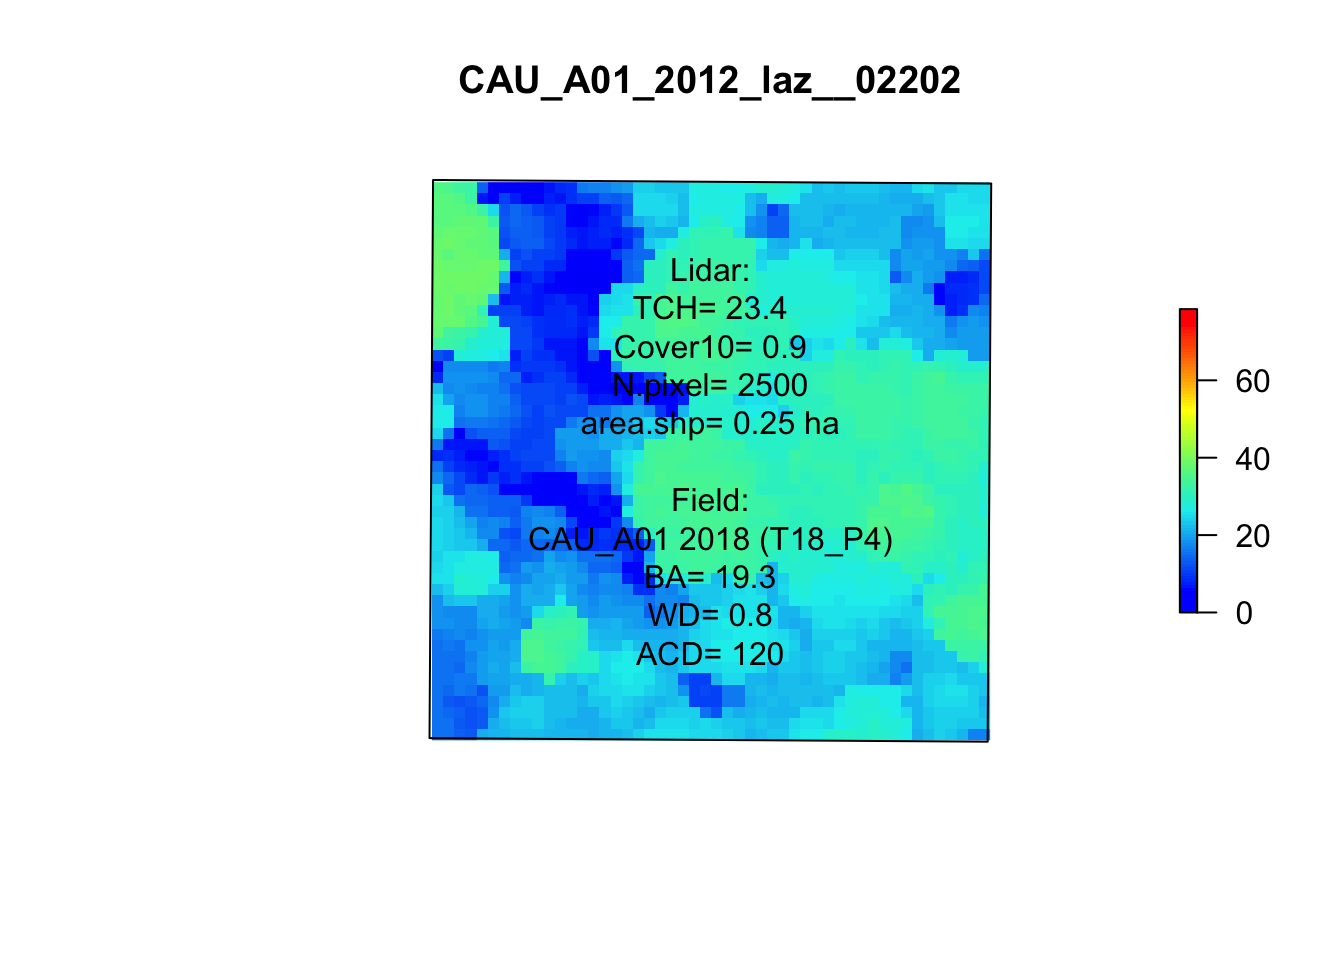 CAU_A01_2012_laz__02202
Lidar:
TCH= 23.4
Cover10= 0.9
N.pixel= 2500
area.shp= 0.25 ha
Field:
CAU_A01 2018 (T18_P4)
BA= 19.3
WD= 0.8
ACD= 120
60
40
20
0